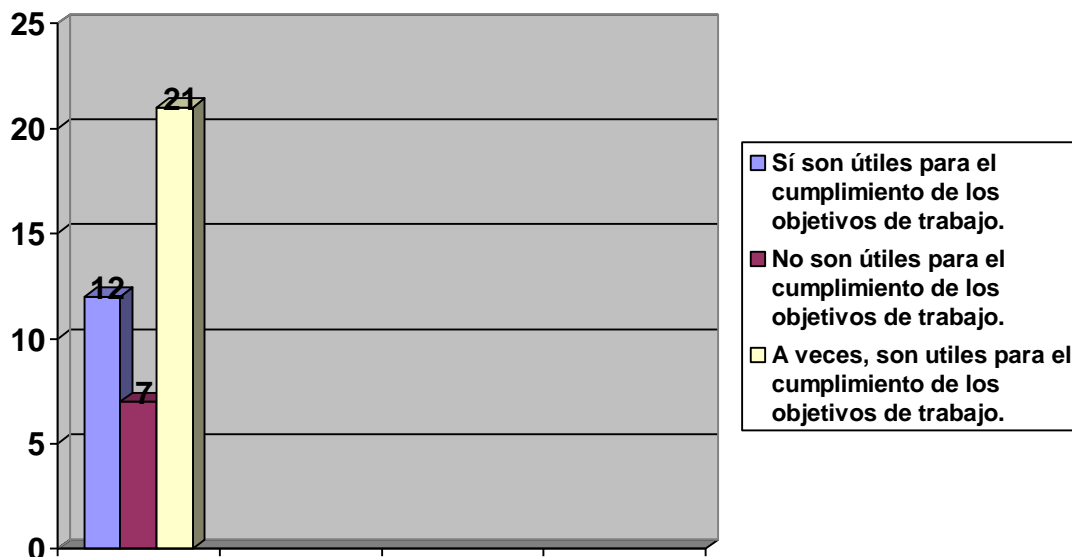 25
20
15
10
5
0
12
7
21
Sí son útiles para el
cumplimiento de los
objetivos de trabajo.
No son útiles para el
cumplimiento de los
objetivos de trabajo.
A veces, son utiles para el
cumplimiento de los
objetivos de trabajo.